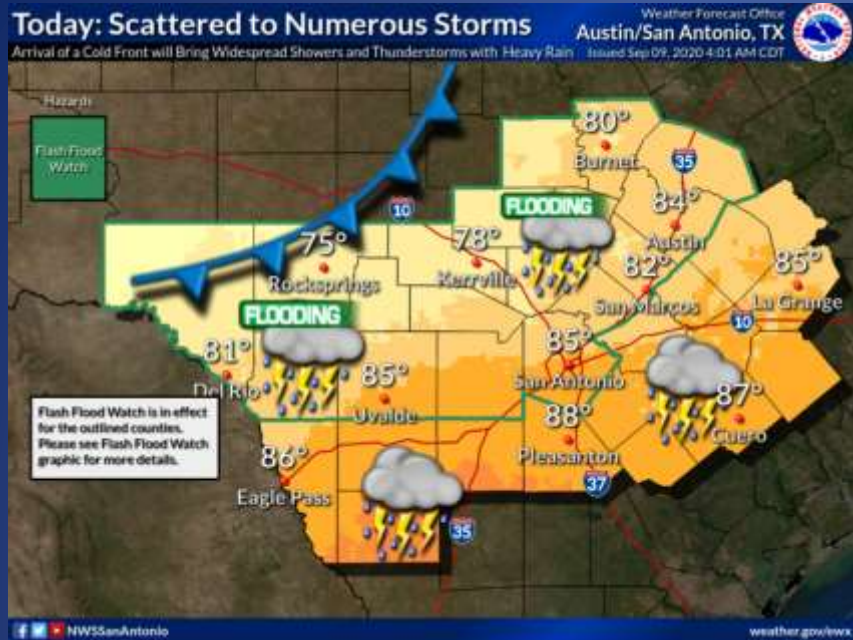 Today: Scattered to Numerous Storms
Arrival of a Cold Front will Bring Widespread Showers and Thunderstorms with Heavy Rain
Weather Forecast Office
Austin/San Antonio, TX
Issued Sep 09, 2020 4:01 AM CDT
Hazards
Flash Flood
Watch
80°
Burnet
35
10
FLOODING
84°
Austin
75°
Rocksprings
78°
Kerrville
82°
San Marcos
85°
La Grange
FLOODING
10
81°
Del Rio
85°
Uvalde
85°
San Antonio
87°
Cuero
88°
Pleasanton
Flash Flood Watch is in effect
for the outlined counties.
Please see Flash Flood Watch
graphic for more details.
86°
Eagle Pass
37
35
NWSSanAntonio
weather.gov/ewx